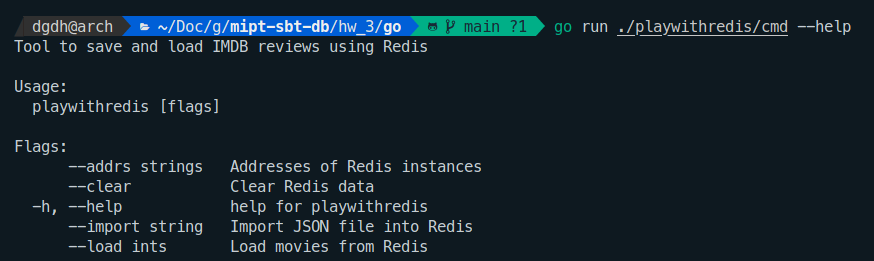 dgdh@arch ~/Doc/g/mipt-sbt-db/hw_3/go main ?1 go run ./playwithredis/cmd --help
Tool to save and load IMDB reviews using Redis
Usage:
playwithredis [flags]
Flags:
--addrs strings Addresses of Redis instances
--clear Clear Redis data
-h, --help help for playwithredis
--import string Import JSON file into Redis
--load ints Load movies from Redis